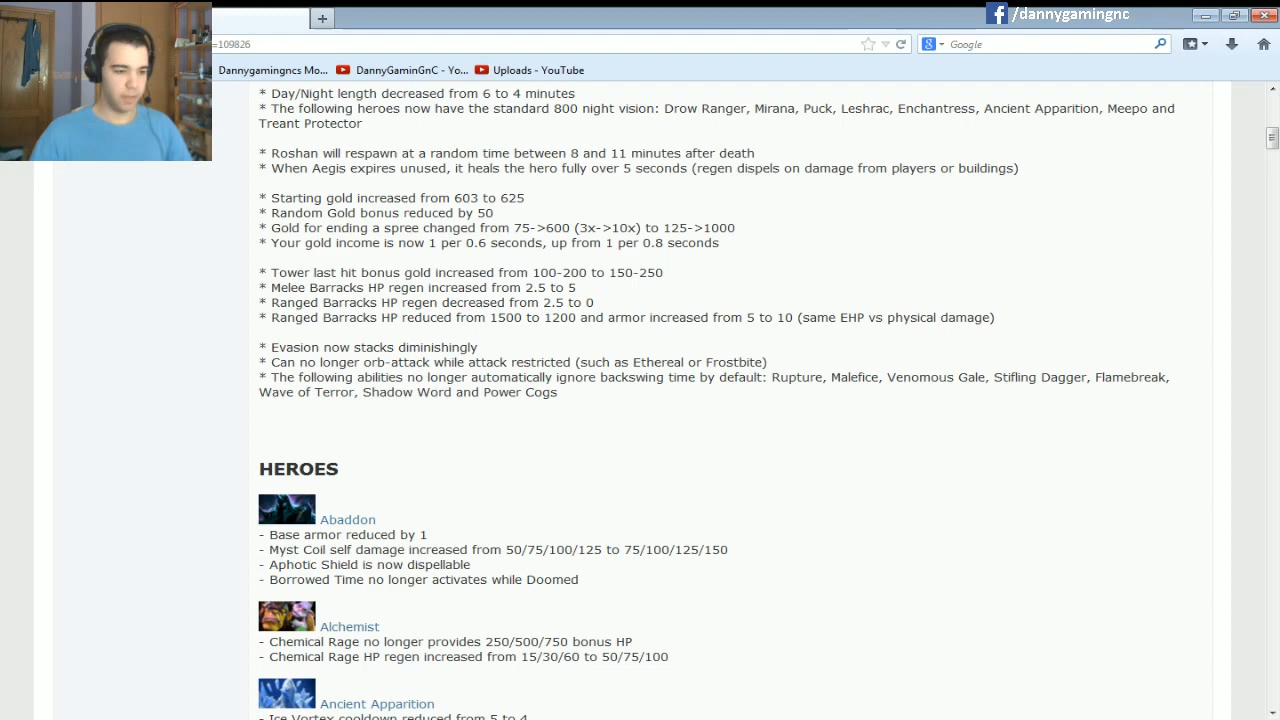 /dannygamingnc
=109826
Google
Dannygamingncs Mo...
DannyGaminGnC - Yo...
Uploads - YouTube
* Day/Night length decreased from 6 to 4 minutes
* The following heroes now have the standard 800 night vision: Drow Ranger, Mirana, Puck, Leshrac, Enchantress, Ancient Apparition, Meepo and
Treant Protector
* Roshan will respawn at a random time between 8 and 11 minutes after death
* When Aegis expires unused, it heals the hero fully over 5 seconds (regen dispels on damage from players or buildings)
* Starting gold increased from 603 to 625
* Random Gold bonus reduced by 50
* Gold for ending a spree changed from 75->600 (3x->10x) to 125->1000
* Your gold income is now 1 per 0.6 seconds, up from 1 per 0.8 seconds
* Tower last hit bonus gold increased from 100-200 to 150-250
* Melee Barracks HP regen increased from 2.5 to 5
* Ranged Barracks HP regen decreased from 2.5 to 0
* Ranged Barracks HP reduced from 1500 to 1200 and armor increased from 5 to 10 (same EHP vs physical damage)
* Evasion now stacks diminishingly
* Can no longer orb-attack while attack restricted (such as Ethereal or Frostbite)
* The following abilities no longer automatically ignore backswing time by default: Rupture, Malefice, Venomous Gale, Stifling Dagger, Flamebreak,
Wave of Terror, Shadow Word and Power Cogs
HEROES
Abaddon
- Base armor reduced by 1
- Myst Coil self damage increased from 50/75/100/125 to 75/100/125/150
- Aphotic Shield is now dispellable
- Borrowed Time no longer activates while Doomed
Alchemist
- Chemical Rage no longer provides 250/500/750 bonus HP
- Chemical Rage HP regen increased from 15/30/60 to 50/75/100
Ancient Apparition
- Ice Vortex cooldown reduced from 5 to 4